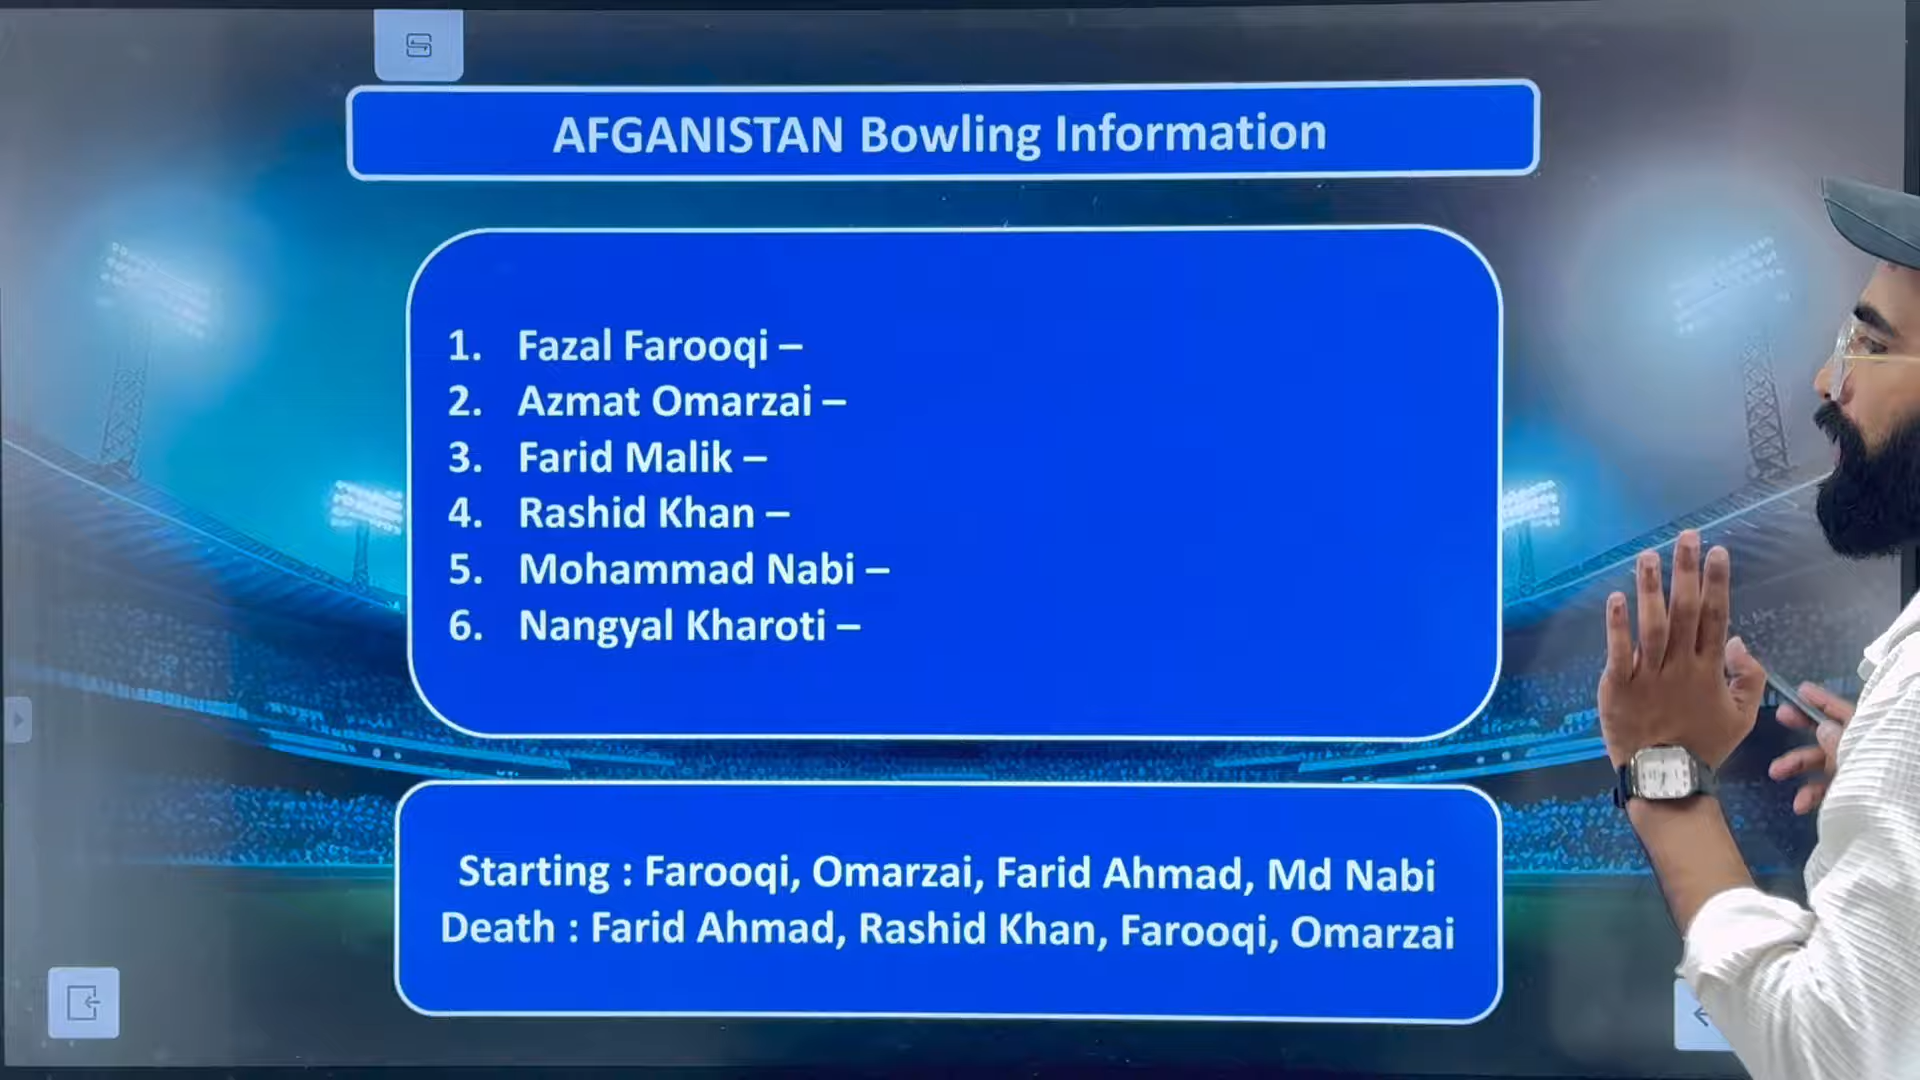 AFGANISTAN Bowling Information
1. Fazal Farooqi –
2. Azmat Omarzai –
3. Farid Malik –
4. Rashid Khan –
5. Mohammad Nabi –
6. Nangyal Kharoti –
Starting : Farooqi, Omarzai, Farid Ahmad, Md Nabi
Death : Farid Ahmad, Rashid Khan, Farooqi, Omarzai